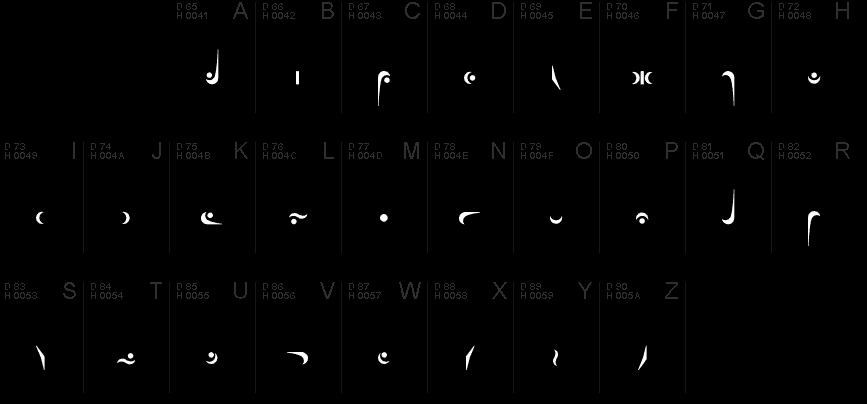 D 65 H 0041 A D 66 H 0042 B D 67 H 0043 C D 68 H 0044 D D 69 H 0045 E D 70 H 0046 F D 71 H 0047 G D 72 H 0048 H
D 73 H 0049 I D 74 H 004A J D 75 H 004B K D 76 H 004C L D 77 H 004D M D 78 H 004E N D 79 H 004F O D 80 H 0050 P D 81 H 0051 Q D 82 H 0052 R
D 83 H 0053 S D 84 H 0054 T D 85 H 0055 U D 86 H 0056 V D 87 H 0057 W D 88 H 0058 X D 89 H 0059 Y D 90 H 005A Z